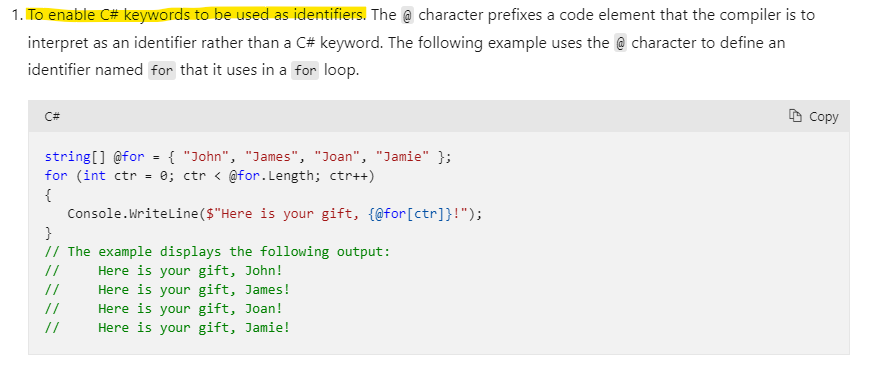 1. To enable C# keywords to be used as identifiers. The @ character prefixes a code element that the compiler is to
interpret as an identifier rather than a C# keyword. The following example uses the @ character to define an
identifier named for that it uses in a for loop.
C#
Copy
string[] @for = { "John", "James", "Joan", "Jamie" };
for (int ctr = 0; ctr < @for.Length; ctr++)
{
   Console.WriteLine($"Here is your gift, {@for[ctr]}!");
}
// The example displays the following output:
//     Here is your gift, John!
//     Here is your gift, James!
//     Here is your gift, Joan!
//     Here is your gift, Jamie!